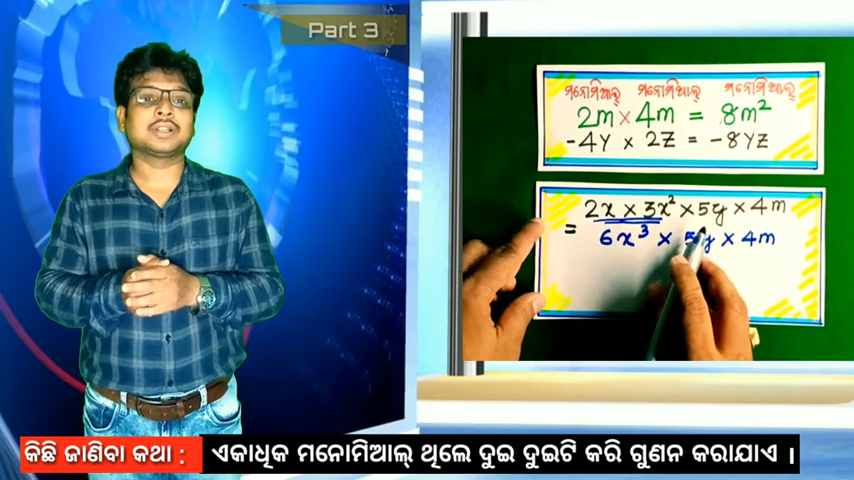 Part 3
ମନୋମିଆଲ୍ ମନୋମିଆଲ୍ ମନୋମିଆଲ୍
2m × 4m = 8m²
-4y × 2z = -8yz
2x × 3x² × 5y × 4m
= 6x³ × 5y × 4m
କିଛି ଜାଣିବା କଥା : ଏକାଧିକ ମନୋମିଆଲ୍ ଥିଲେ ଦୁଇ ଦୁଇଟି କରି ଗୁଣନ କରାଯାଏ ।